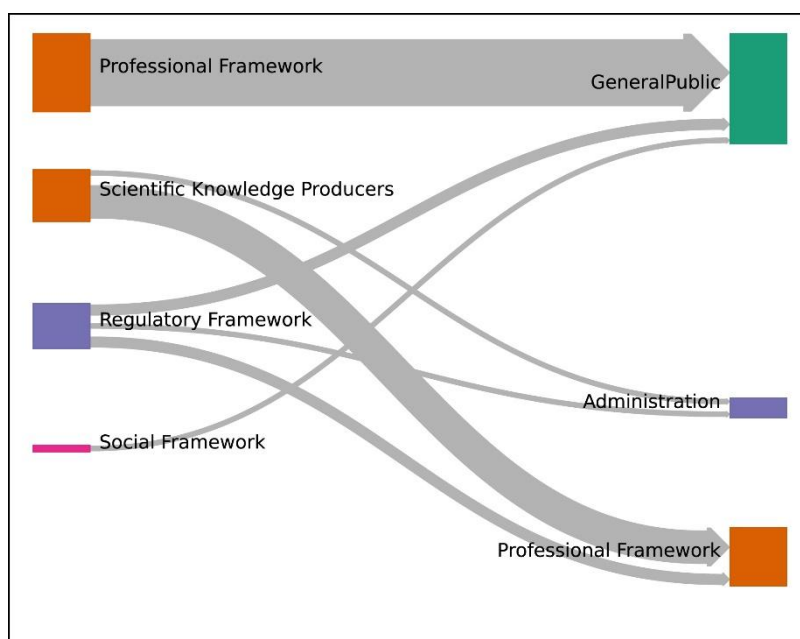 Professional Framework
GeneralPublic
Scientific Knowledge Producers
Regulatory Framework
Administration
Social Framework
Professional Framework